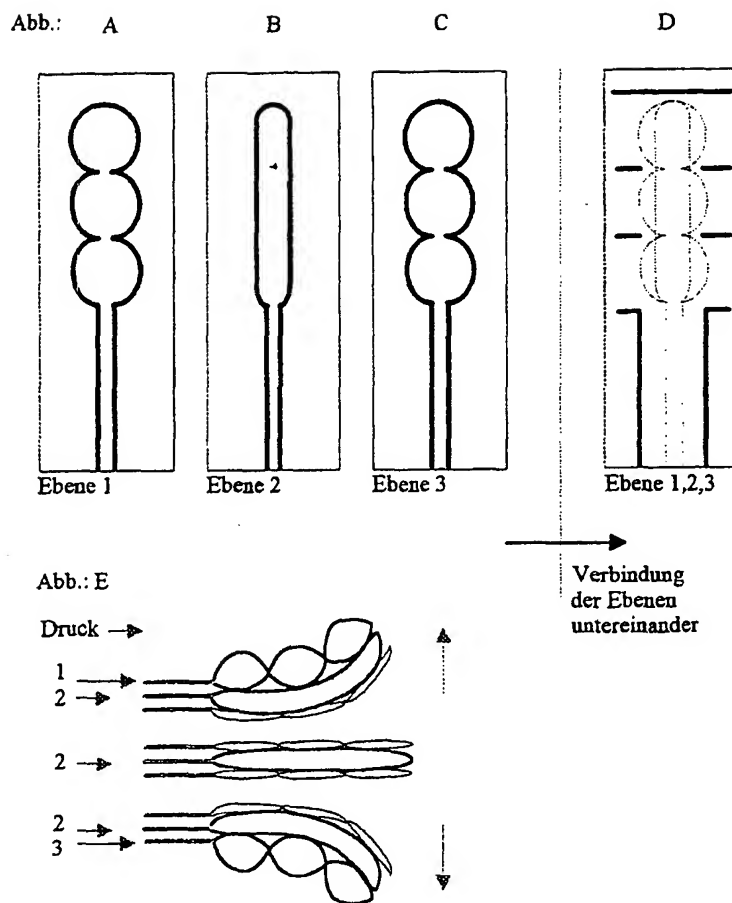 Abb.: A B C D
Ebene 1 Ebene 2 Ebene 3 Ebene 1,2,3
Verbindung
der Ebenen
untereinander
Abb.: E
Druck
1
2
2
2
3